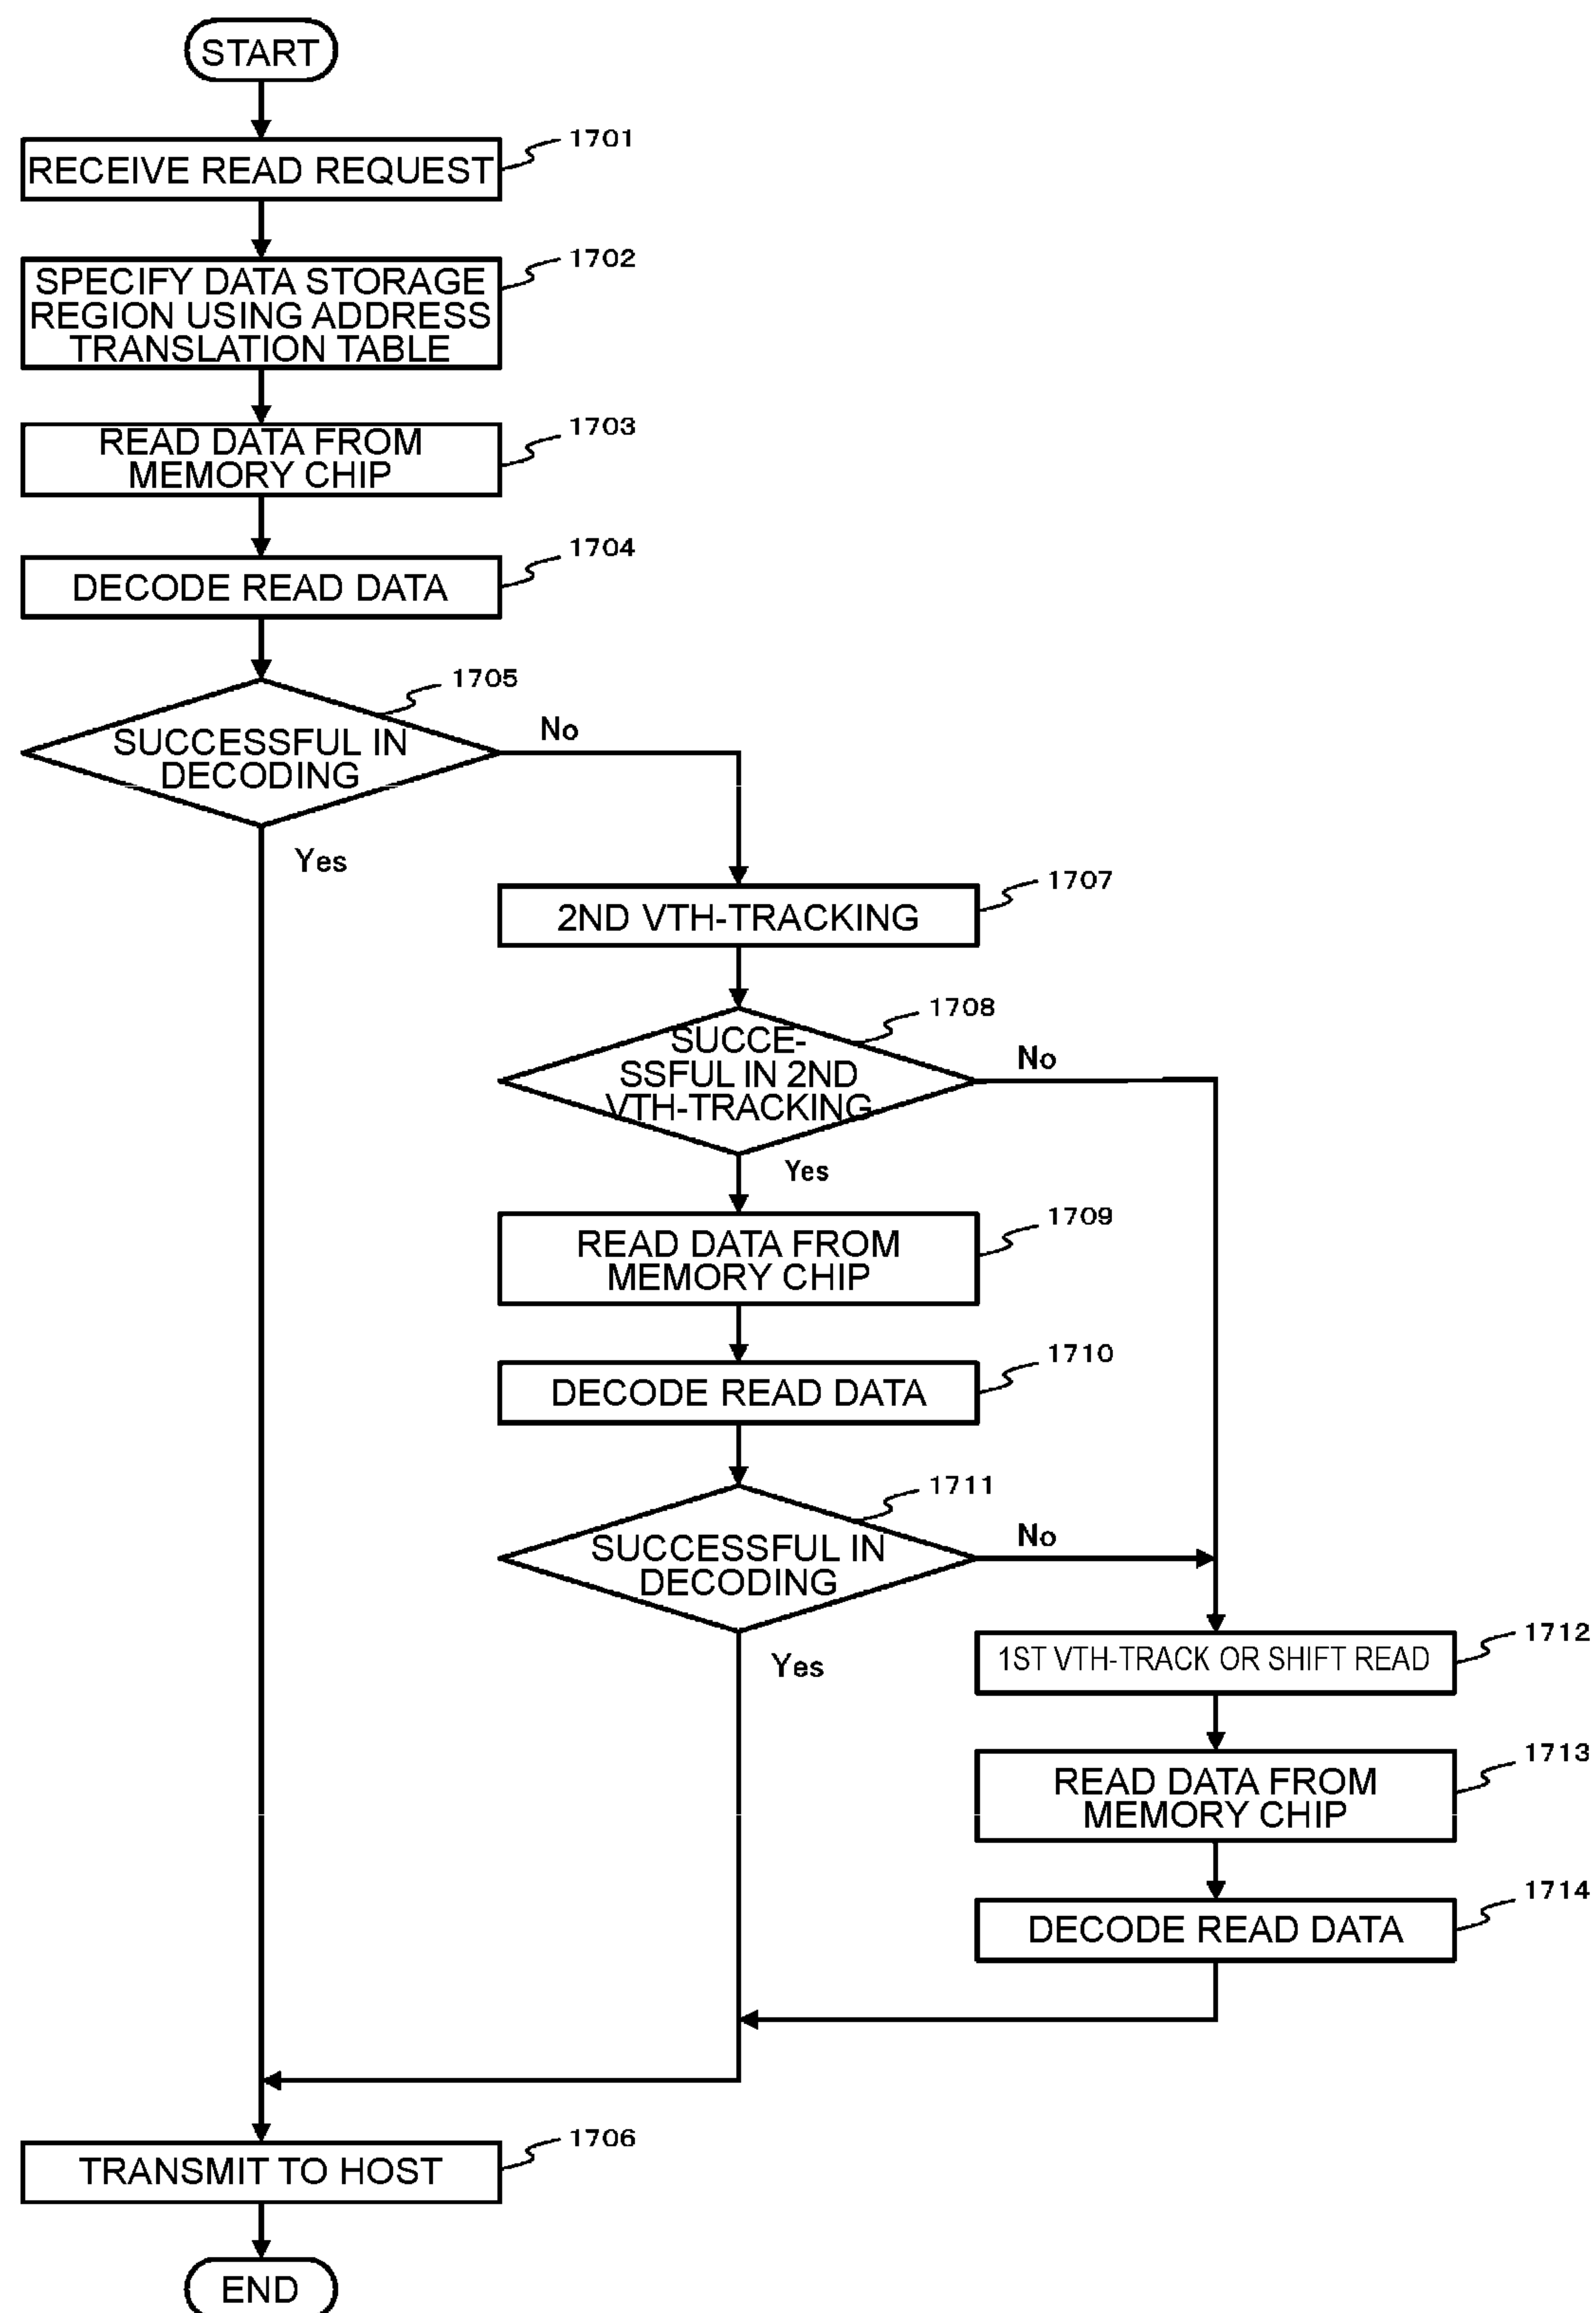 START
1701
RECEIVE READ REQUEST
1702
SPECIFY DATA STORAGE
REGION USING ADDRESS
TRANSLATION TABLE
1703
READ DATA FROM
MEMORY CHIP
1704
DECODE READ DATA
1705
SUCCESSFUL IN
DECODING
No
Yes
1707
2ND VTH-TRACKING
1708
SUCCE-
SSFUL IN 2ND
VTH-TRACKING
No
Yes
1709
READ DATA FROM
MEMORY CHIP
1710
DECODE READ DATA
1711
SUCCESSFUL IN
DECODING
No
Yes
1712
1ST VTH-TRACK OR SHIFT READ
1713
READ DATA FROM
MEMORY CHIP
1714
DECODE READ DATA
1706
TRANSMIT TO HOST
END